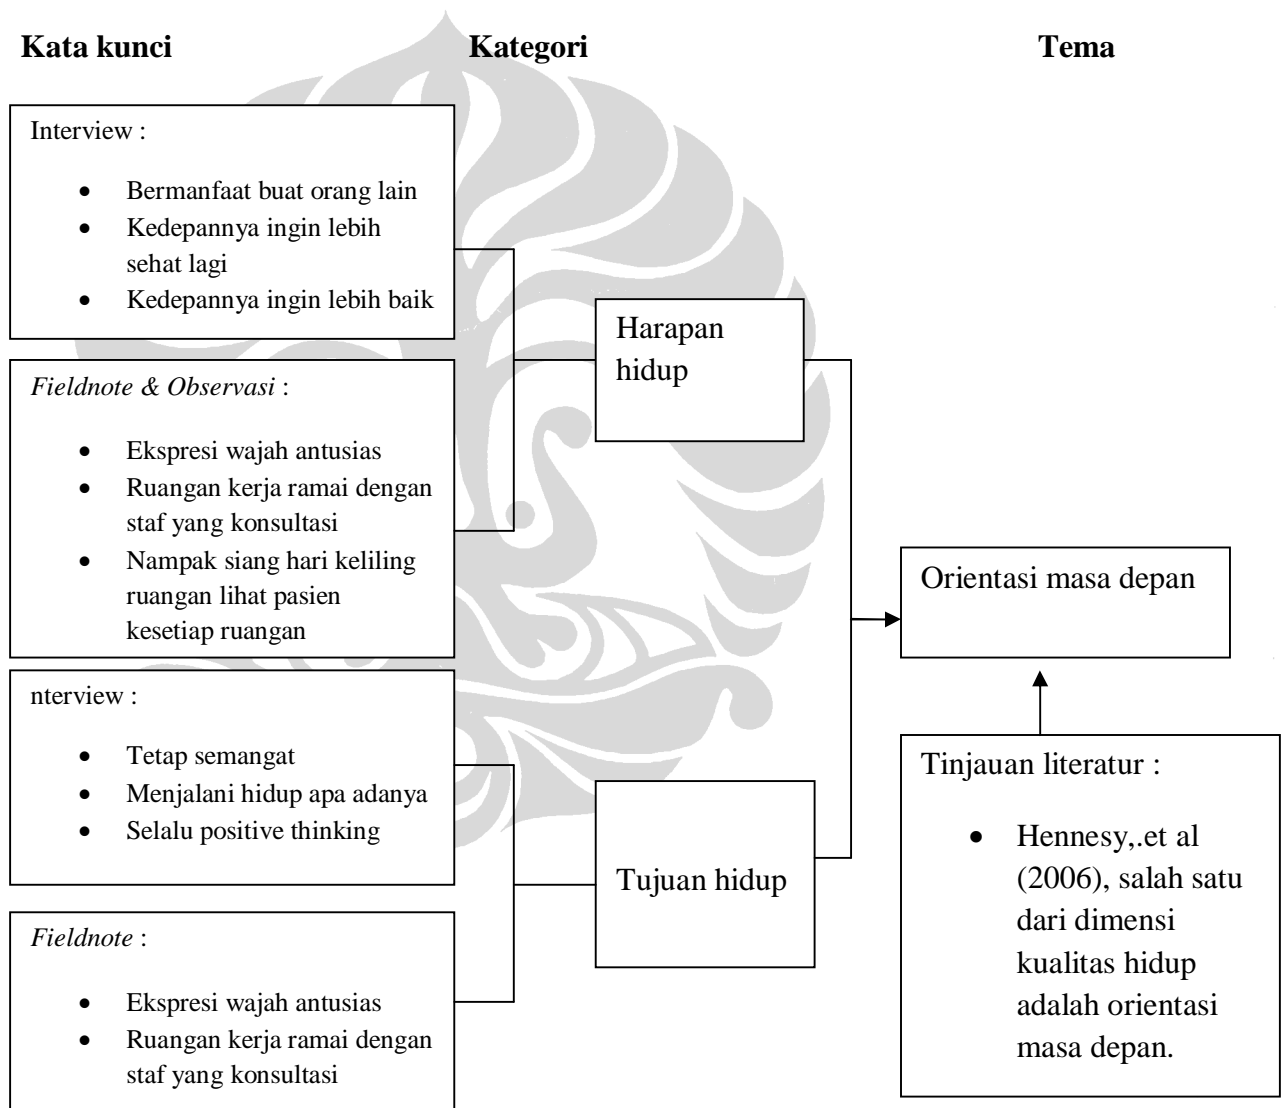 Kata kunci
Kategori
Tema
Interview :
• Bermanfaat buat orang lain
• Kedepannya ingin lebih
sehat lagi
• Kedepannya ingin lebih baik
Fieldnote & Observasi :
• Ekspresi wajah antusias
• Ruangan kerja ramai dengan
staf yang konsultasi
• Nampak siang hari keliling
ruangan lihat pasien
kesetiap ruangan
nterview :
• Tetap semangat
• Menjalani hidup apa adanya
• Selalu positive thinking
Fieldnote :
• Ekspresi wajah antusias
• Ruangan kerja ramai dengan
staf yang konsultasi
Harapan
hidup
Tujuan hidup
Orientasi masa depan
Tinjauan literatur :
• Hennesy,.et al
(2006), salah satu
dari dimensi
kualitas hidup
adalah orientasi
masa depan.